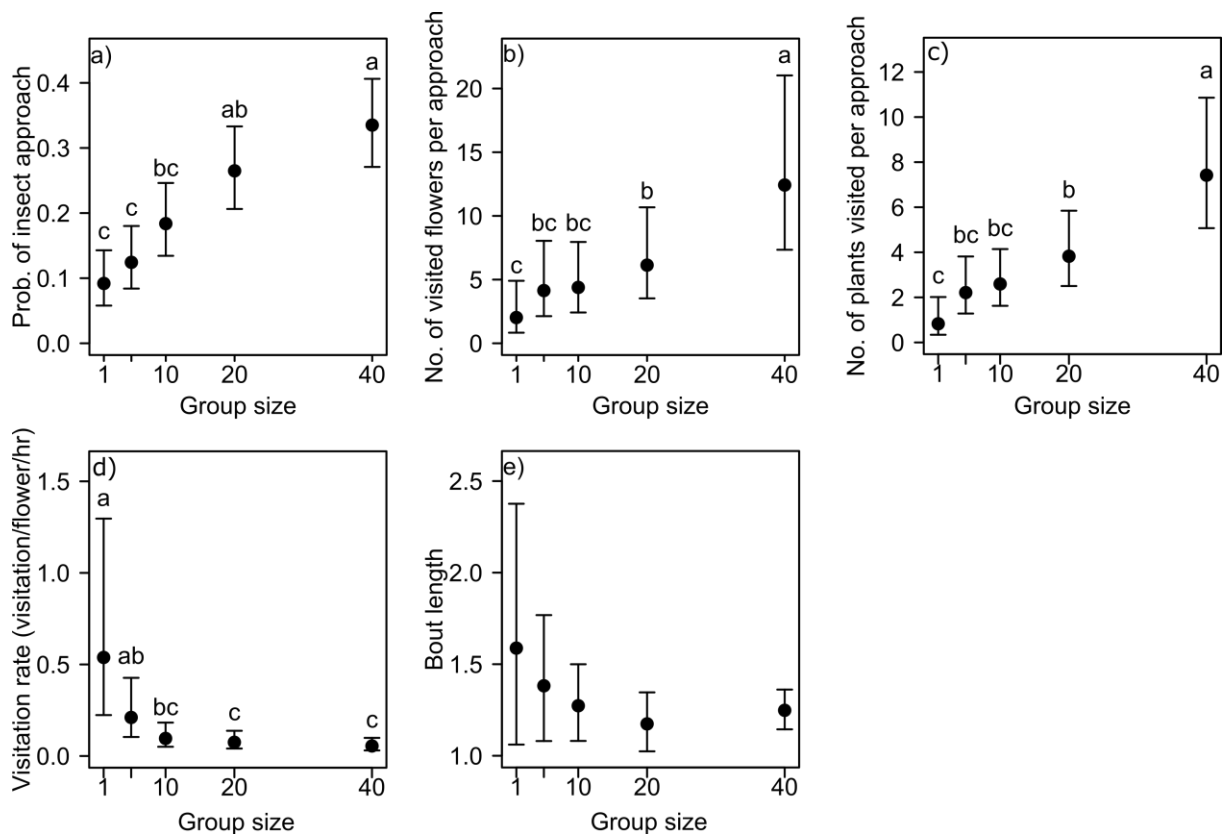 a)
Prob. of insect approach
0.4
0.3
0.2
0.1
0.0
c
c
bc
ab
a
1
10
20
40
Group size
b)
No. of visited flowers per approach
20
15
10
5
0
c
bc
bc
b
a
1
10
20
40
Group size
c)
No. of plants visited per approach
12
10
8
6
4
2
0
c
bc
bc
b
a
1
10
20
40
Group size
d)
Visitation rate (visitation/flower/hr)
1.5
1.0
0.5
0.0
a
ab
bc
c
c
1
10
20
40
Group size
e)
Bout length
2.5
2.0
1.5
1.0
1
10
20
40
Group size